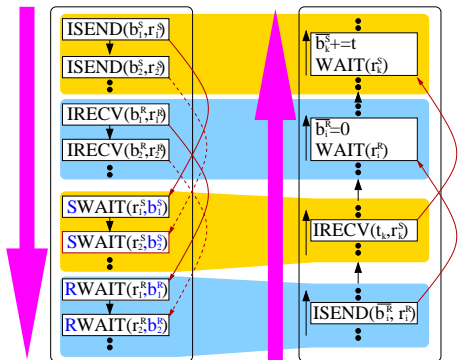 ISEND(b₁ˢ,r₁ˢ)
ISEND(b₂ˢ,r₂ˢ)
IRECV(b₁ᴿ,r₁ᴿ)
IRECV(b₂ᴿ,r₂ᴿ)
SWAIT(r₁ˢ,b₁ˢ)
SWAIT(r₂ˢ,b₂ˢ)
RWAIT(r₁ᴿ,b₁ᴿ)
RWAIT(r₂ᴿ,b₂ᴿ)
b̅ₖˢ+=t
WAIT(rₖˢ)
b̅ᵢᴿ=0
WAIT(rᵢᴿ)
IRECV(tₖ,rₖˢ)
ISEND(b̅ᵢᴿ, rᵢᴿ)